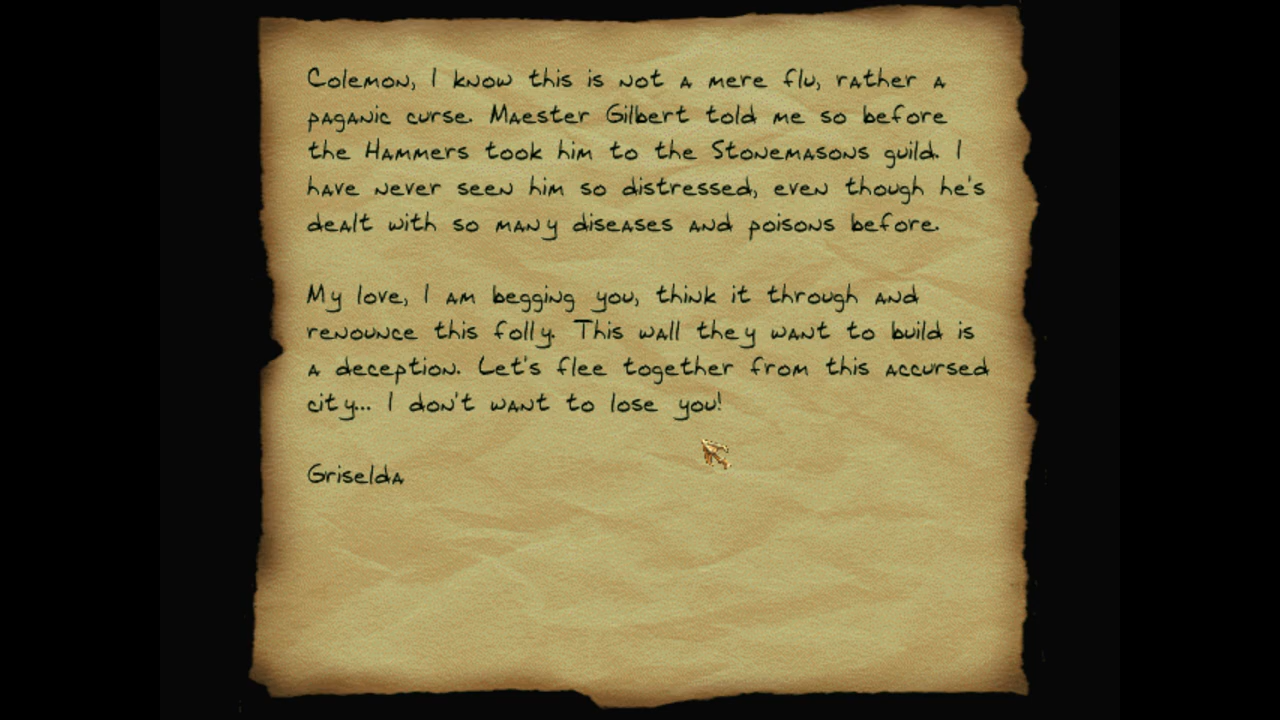 Colemon, I know this is not a mere flu, rather a
paganic curse. Maester Gilbert told me so before
the Hammers took him to the Stonemasons guild. I
have never seen him so distressed, even though he's
dealt with so many diseases and poisons before.
My love, I am begging you, think it through and
renounce this folly. This wall they want to build is
a deception. Let's flee together from this accursed
city... I don't want to lose you!
Griselda